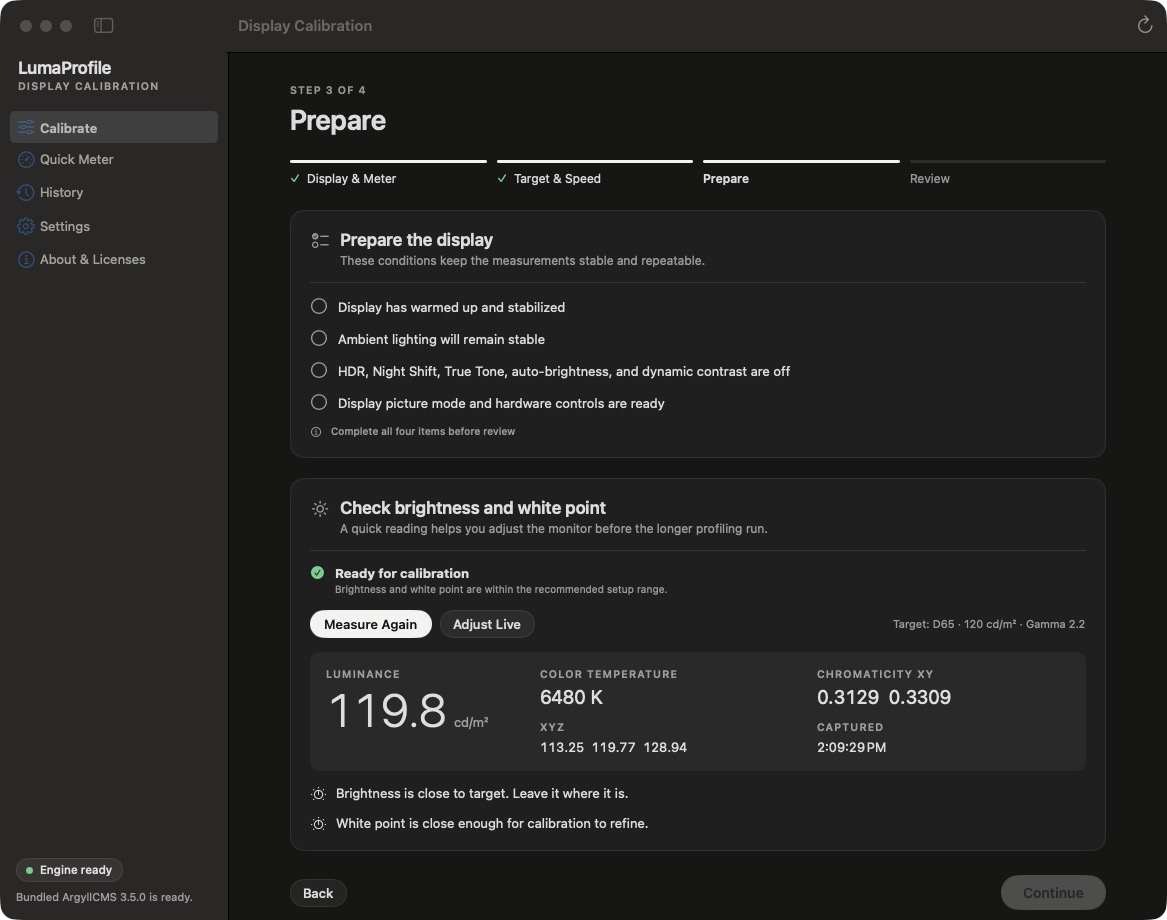 Display Calibration
LumaProfile
DISPLAY CALIBRATION
Calibrate
Quick Meter
History
Settings
About & Licenses
Engine ready
Bundled ArgyllCMS 3.5.0 is ready.
STEP 3 OF 4
Prepare
Display & Meter
Target & Speed
Prepare
Review
Prepare the display
These conditions keep the measurements stable and repeatable.
Display has warmed up and stabilized
Ambient lighting will remain stable
HDR, Night Shift, True Tone, auto-brightness, and dynamic contrast are off
Display picture mode and hardware controls are ready
Complete all four items before review
Check brightness and white point
A quick reading helps you adjust the monitor before the longer profiling run.
Ready for calibration
Brightness and white point are within the recommended setup range.
Measure Again
Adjust Live
Target: D65 · 120 cd/m² · Gamma 2.2
LUMINANCE
119.8 cd/m²
COLOR TEMPERATURE
6480 K
XYZ
113.25 119.77 128.94
CHROMATICITY XY
0.3129 0.3309
CAPTURED
2:09:29 PM
Brightness is close to target. Leave it where it is.
White point is close enough for calibration to refine.
Back
Continue